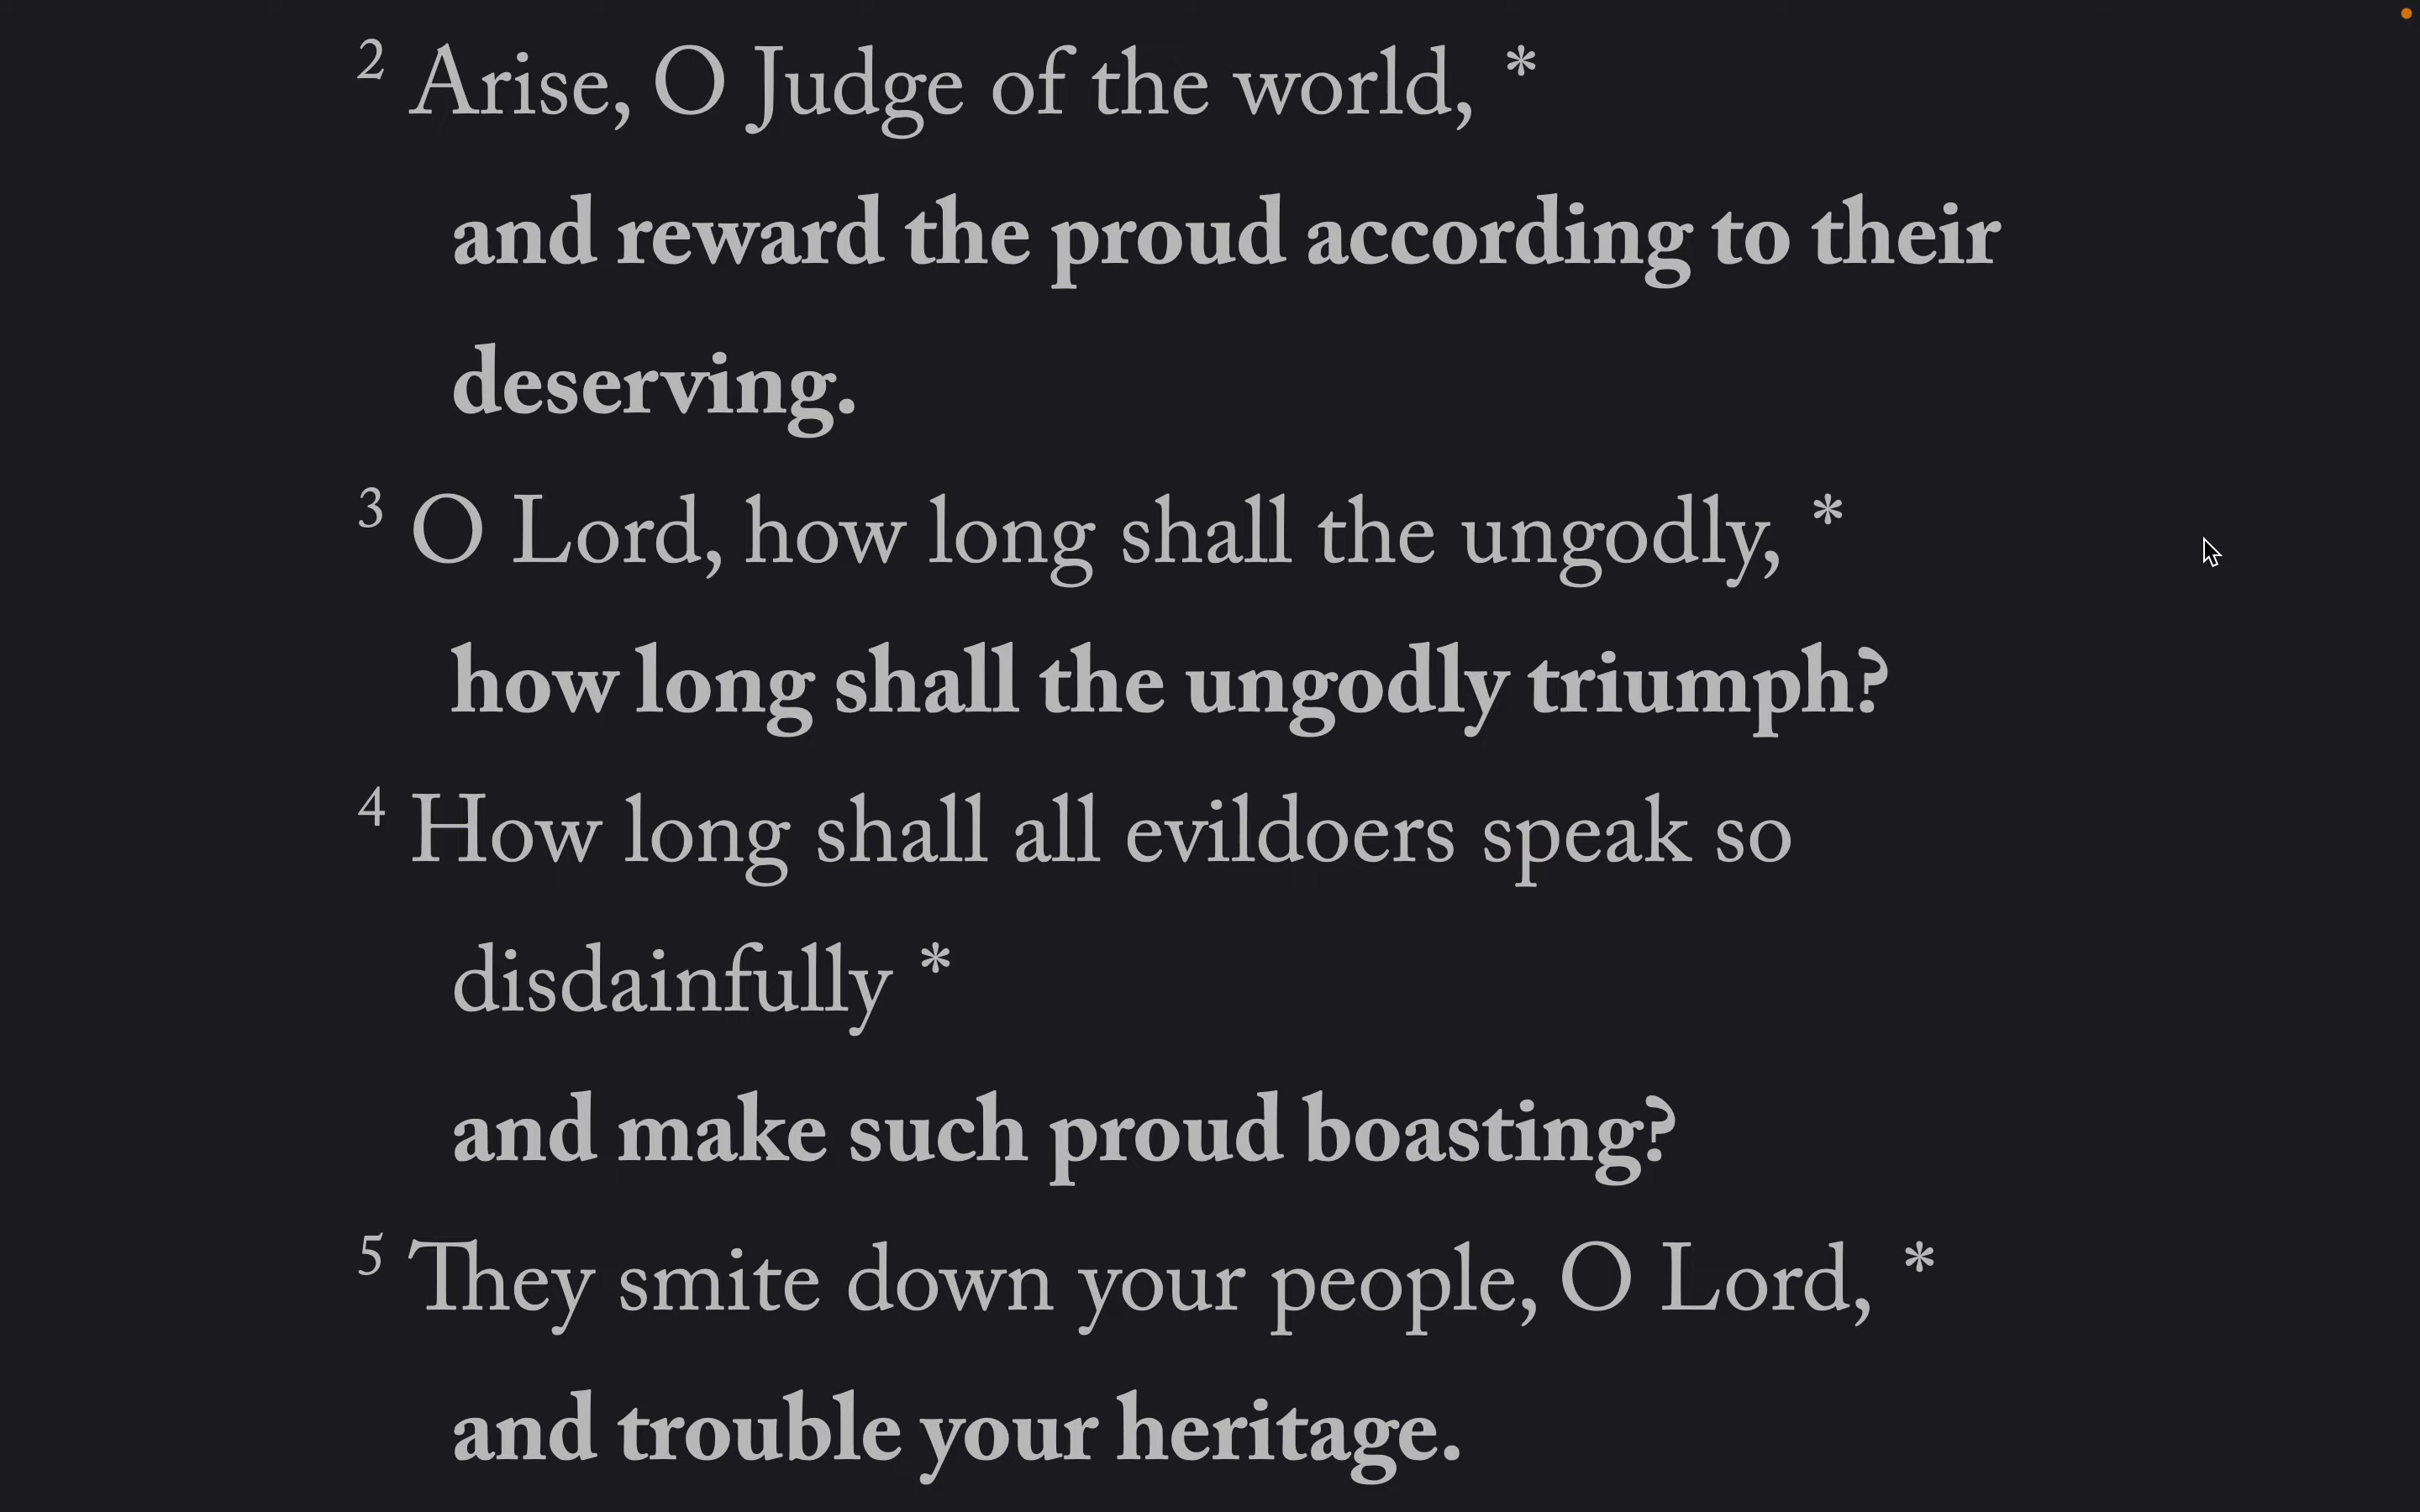 2 Arise, O Judge of the world, *
and reward the proud according to their
deserving.
3 O Lord, how long shall the ungodly, *
how long shall the ungodly triumph?
4 How long shall all evildoers speak so
disdainfully *
and make such proud boasting?
5 They smite down your people, O Lord, *
and trouble your heritage.